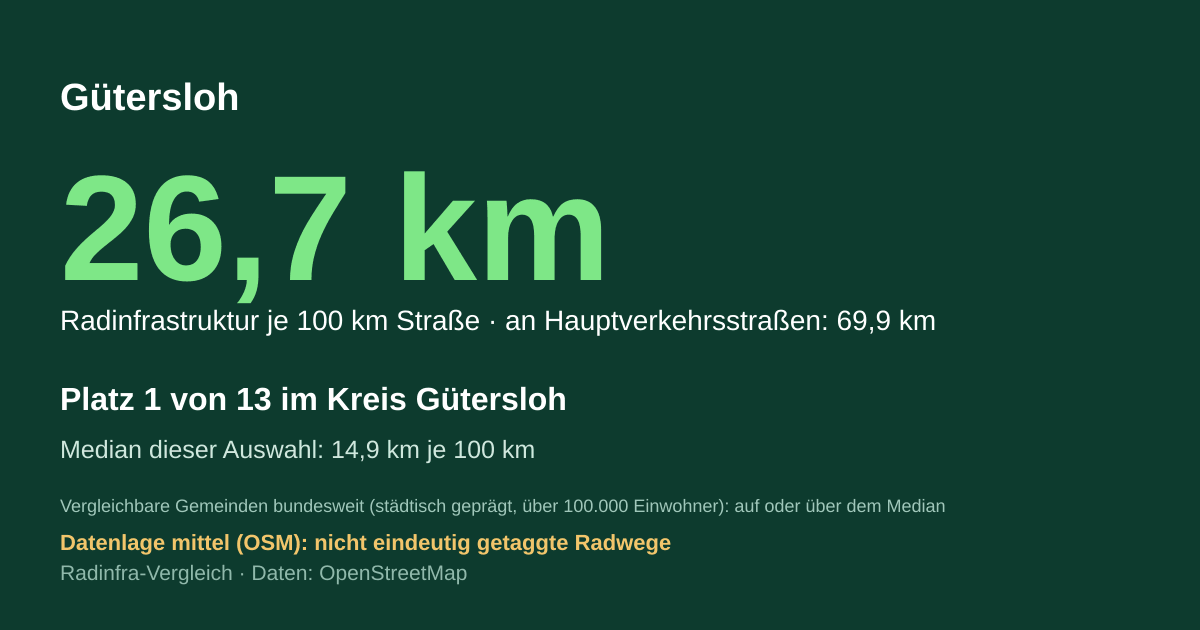 Gütersloh
26,7 km
Radinfrastruktur je 100 km Straße · an Hauptverkehrsstraßen: 69,9 km
Platz 1 von 13 im Kreis Gütersloh
Median dieser Auswahl: 14,9 km je 100 km
Vergleichbare Gemeinden bundesweit (städtisch geprägt, über 100.000 Einwohner): auf oder über dem Median
Datenlage mittel (OSM): nicht eindeutig getaggte Radwege
Radinfra-Vergleich · Daten: OpenStreetMap